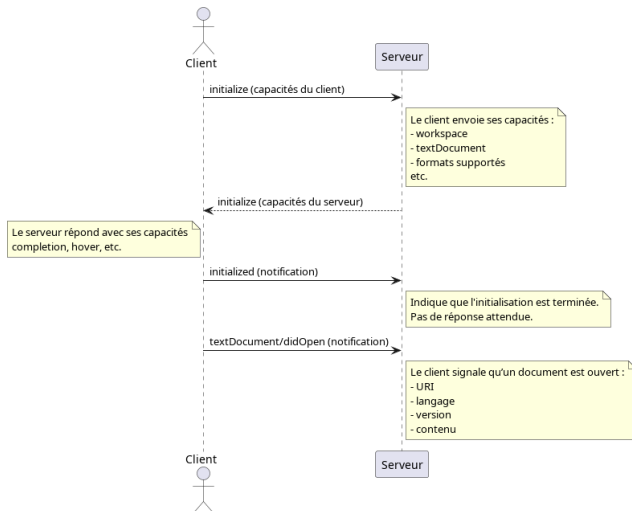 Client
Serveur
initialize (capacités du client)
Le client envoie ses capacités :
- workspace
- textDocument
- formats supportés
etc.
initialize (capacités du serveur)
Le serveur répond avec ses capacités
completion, hover, etc.
initialized (notification)
Indique que l'initialisation est terminée.
Pas de réponse attendue.
textDocument/didOpen (notification)
Le client signale qu’un document est ouvert :
- URI
- langage
- version
- contenu
Client
Serveur